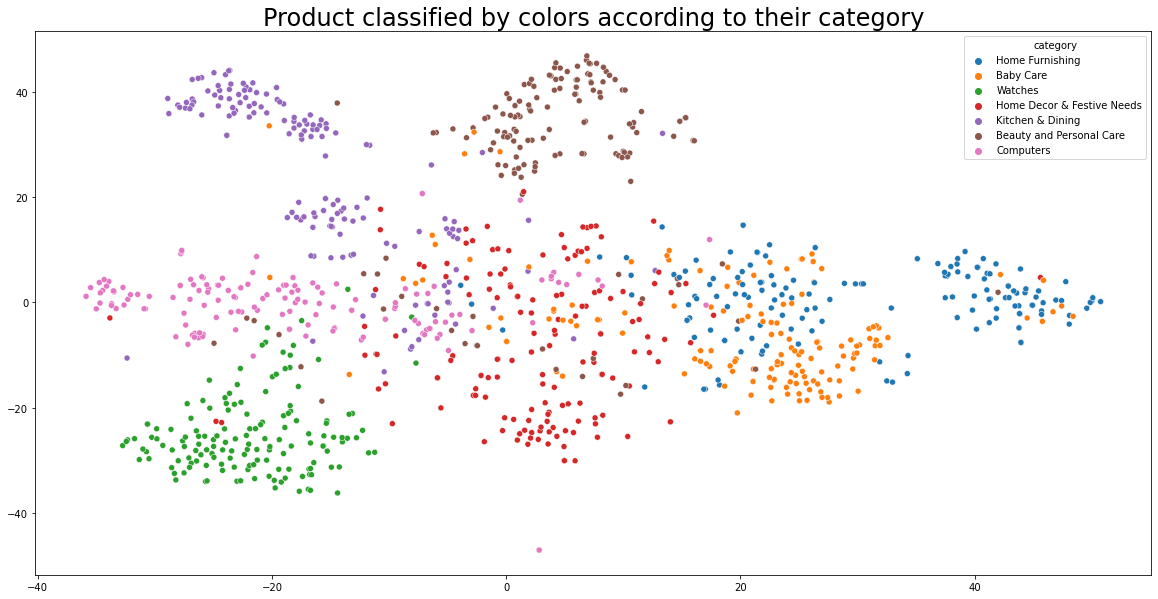 Product classified by colors according to their category
category
Home Furnishing
Baby Care
Watches
Home Decor & Festive Needs
Kitchen & Dining
Beauty and Personal Care
Computers
40
20
0
−20
−40
−40 −20 0 20 40